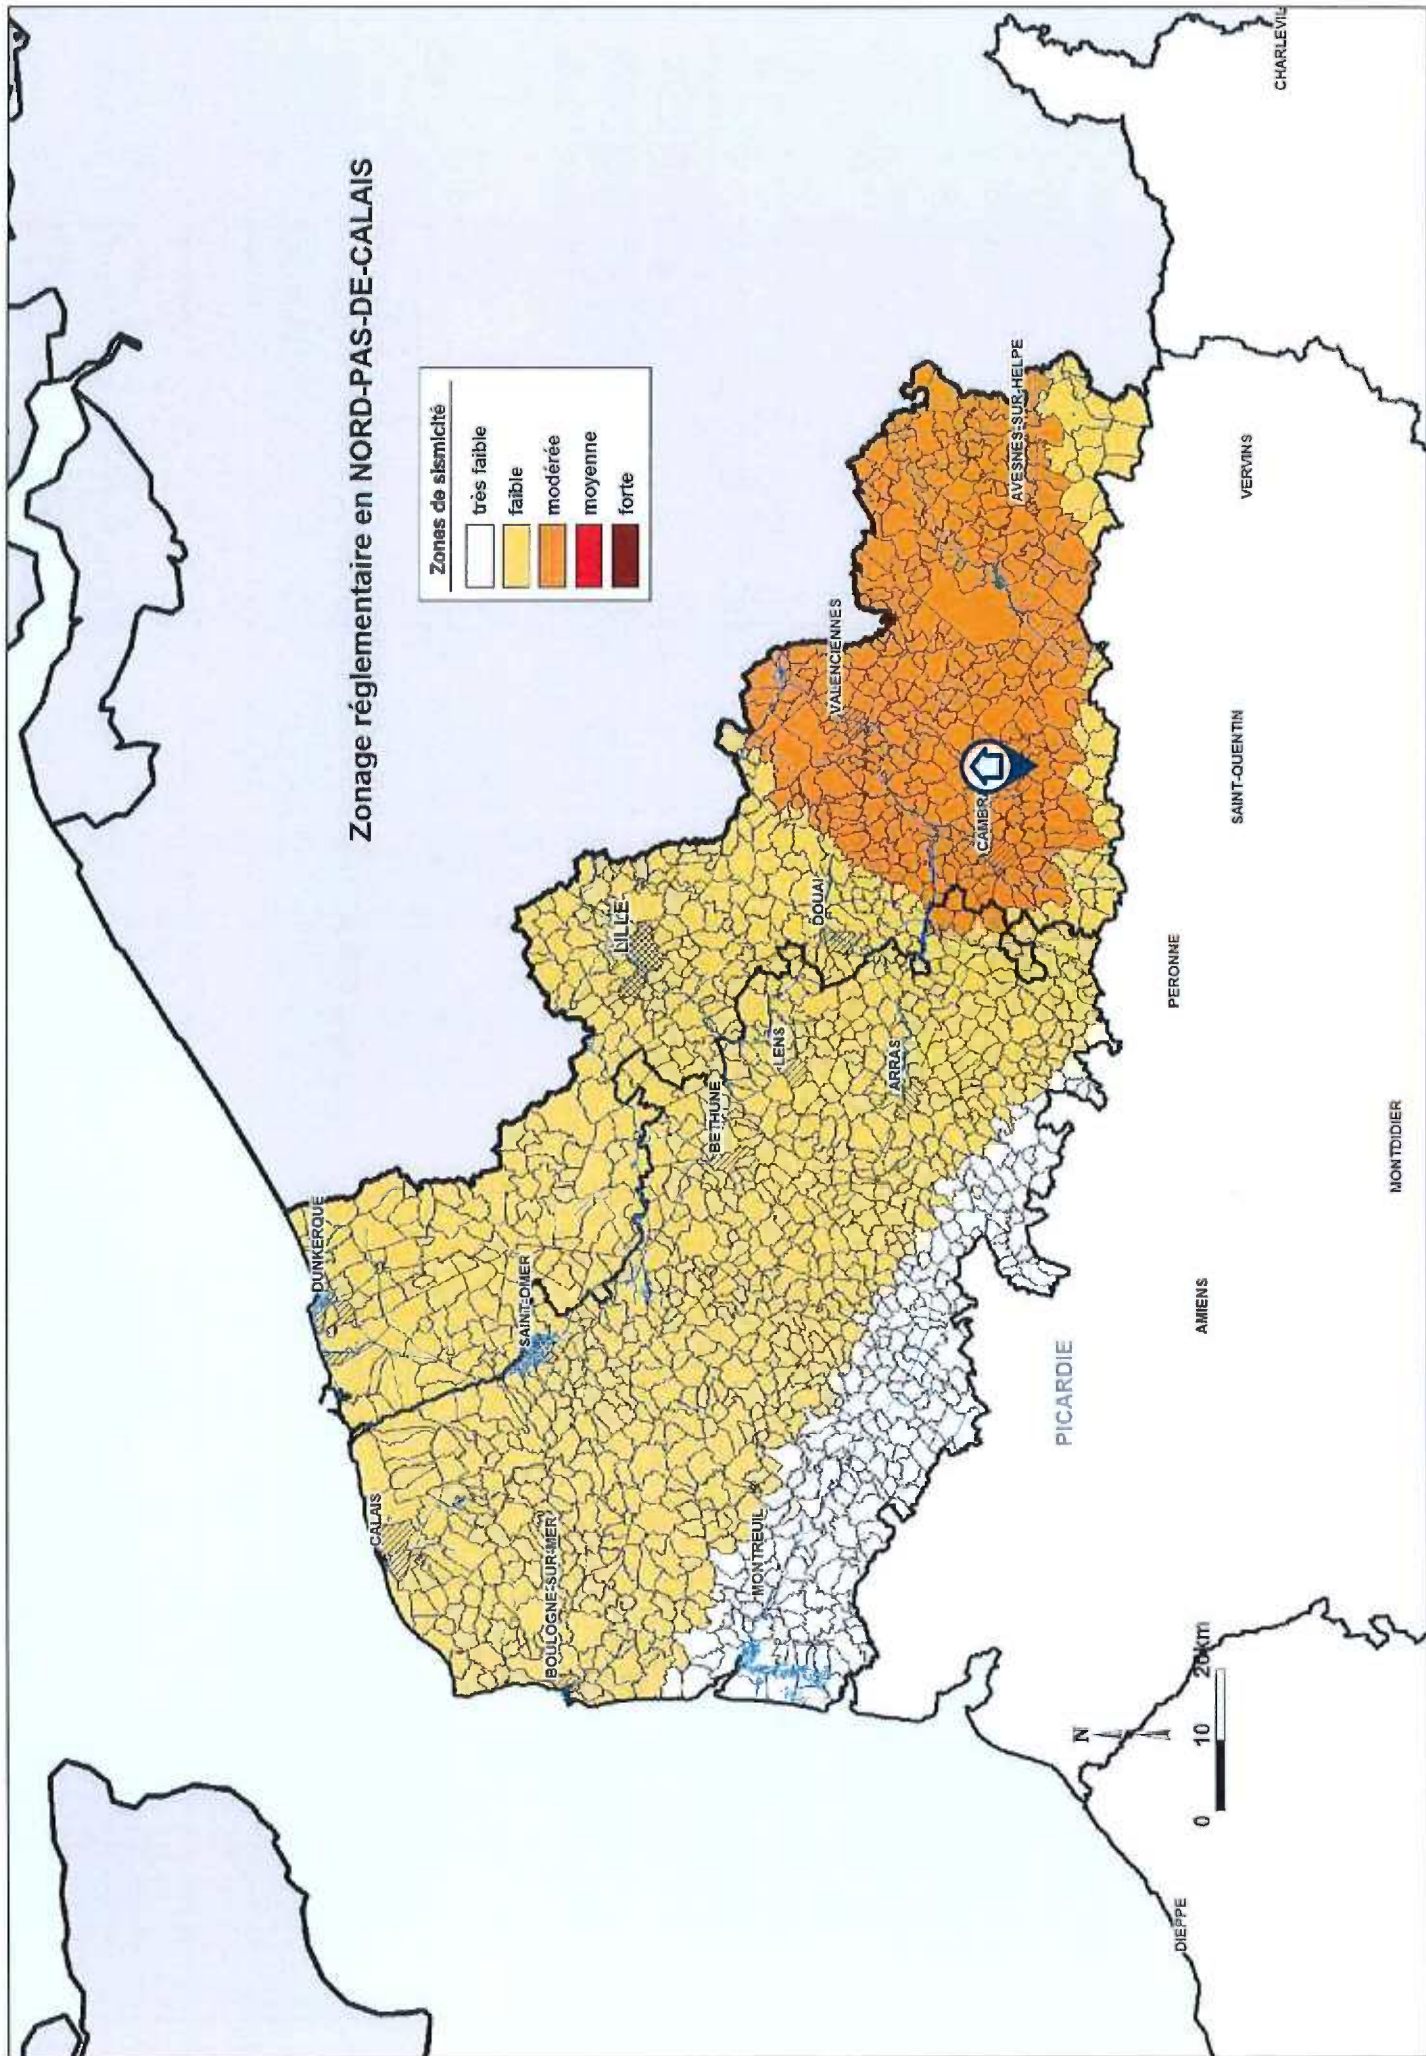 Zonage réglementaire en NORD-PAS-DE-CALAIS
Zones de sismicité
très faible
faible
modérée
moyenne
forte
DUNKERQUE
CALAIS
SAINT-OMER
BOULOGNE-SUR-MER
LILLE
BETHUNE
LENS
MONTREUIL
DOUAI
VALENCIENNES
ARRAS
CAMBR
AVESNES-SUR-HELPE
PICARDIE
PERONNE
SAINT-QUENTIN
VERVINS
CHARLEVIL
AMIENS
DIEPPE
MONTDIDIER
N
0 10 20km